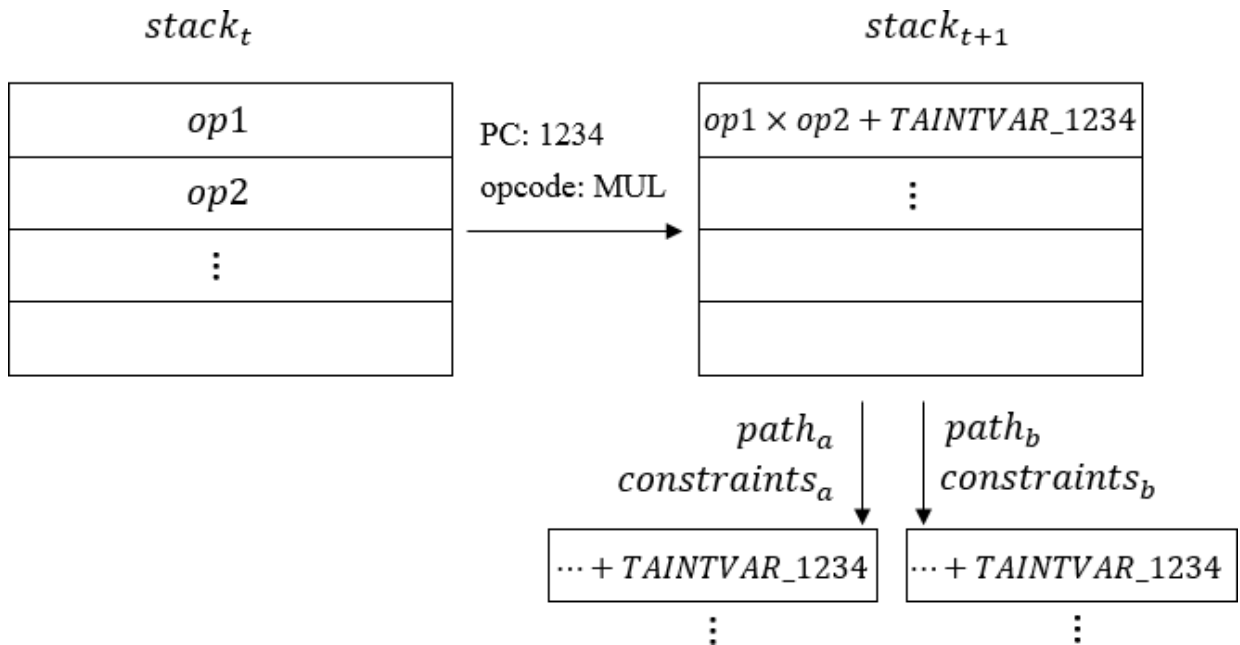 stack_t
stack_{t+1}
op1
op2
⋮
PC: 1234
opcode: MUL
op1 × op2 + TAINTVAR_1234
⋮
path_a
constraints_a
path_b
constraints_b
⋯ + TAINTVAR_1234
⋯ + TAINTVAR_1234
⋮
⋮